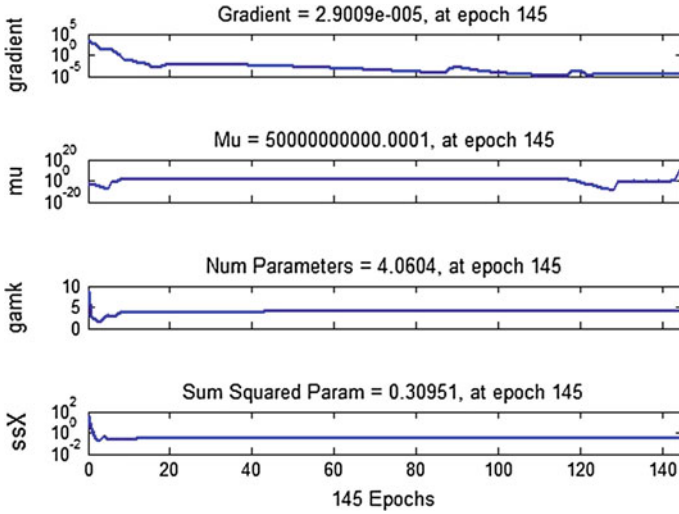 Gradient = 2.9009e-005, at epoch 145
gradient
10^5
10^0
10^-5
Mu = 50000000000.0001, at epoch 145
mu
10^20
10^0
10^-20
Num Parameters = 4.0604, at epoch 145
gamk
10
5
0
Sum Squared Param = 0.30951, at epoch 145
ssX
10^2
10^0
10^-2
0 20 40 60 80 100 120 140
145 Epochs